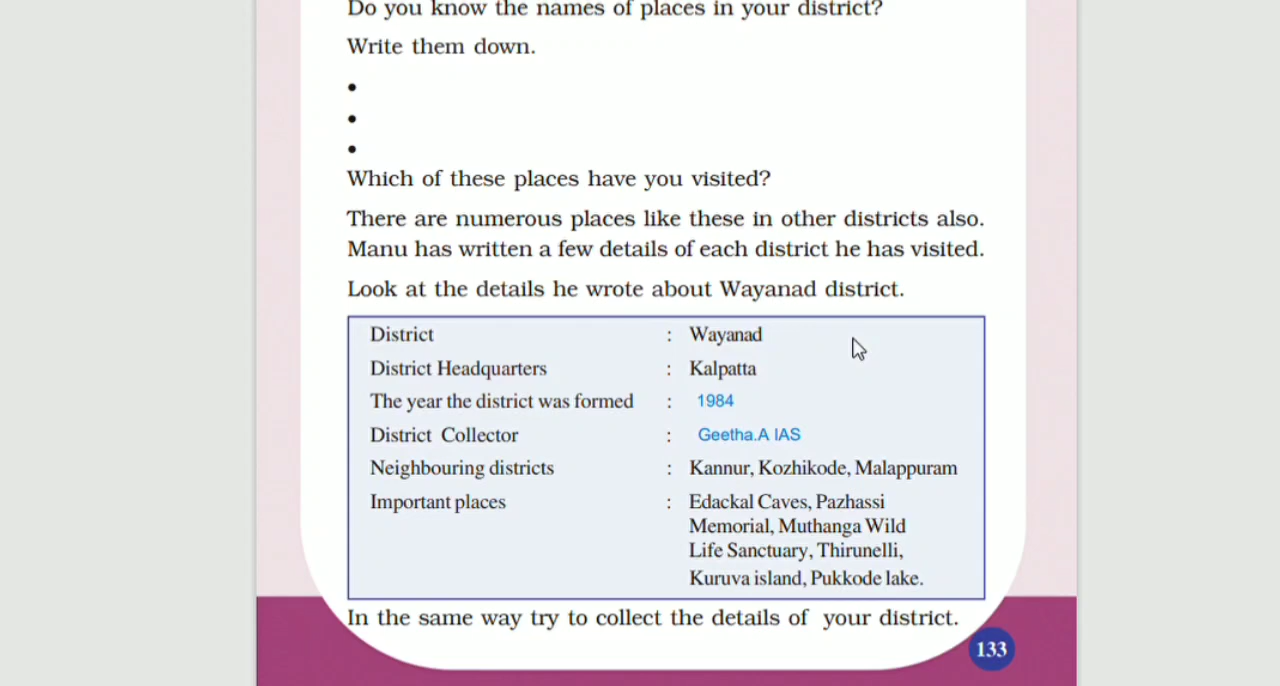 Do you know the names of places in your district?
Write them down.
•
•
•
Which of these places have you visited?
There are numerous places like these in other districts also.
Manu has written a few details of each district he has visited.
Look at the details he wrote about Wayanad district.
District : Wayanad
District Headquarters : Kalpatta
The year the district was formed : 1984
District Collector : Geetha.A IAS
Neighbouring districts : Kannur, Kozhikode, Malappuram
Important places : Edackal Caves, Pazhassi
Memorial, Muthanga Wild
Life Sanctuary, Thirunelli,
Kuruva island, Pukkode lake.
In the same way try to collect the details of your district.
133